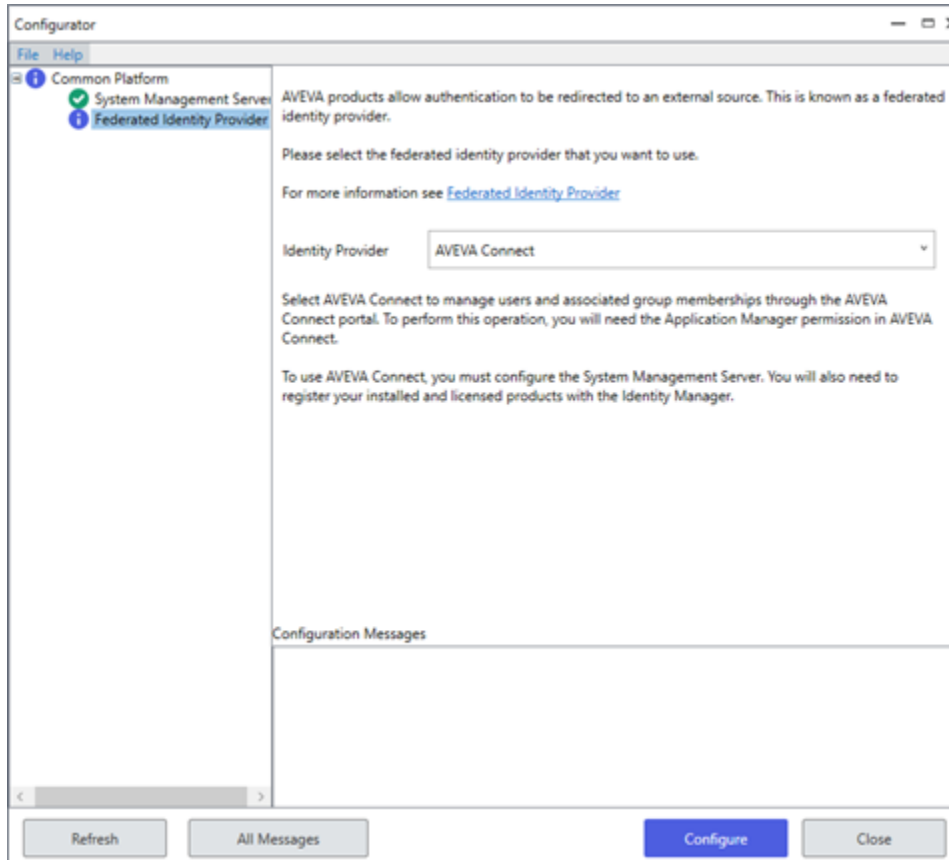 Configurator
File Help
Common Platform
System Management Server
Federated Identity Provider
AVEVA products allow authentication to be redirected to an external source. This is known as a federated
identity provider.
Please select the federated identity provider that you want to use.
For more information see Federated Identity Provider
Identity Provider
AVEVA Connect
Select AVEVA Connect to manage users and associated group memberships through the AVEVA
Connect portal. To perform this operation, you will need the Application Manager permission in AVEVA
Connect.
To use AVEVA Connect, you must configure the System Management Server. You will also need to
register your installed and licensed products with the Identity Manager.
Configuration Messages
Refresh
All Messages
Configure
Close